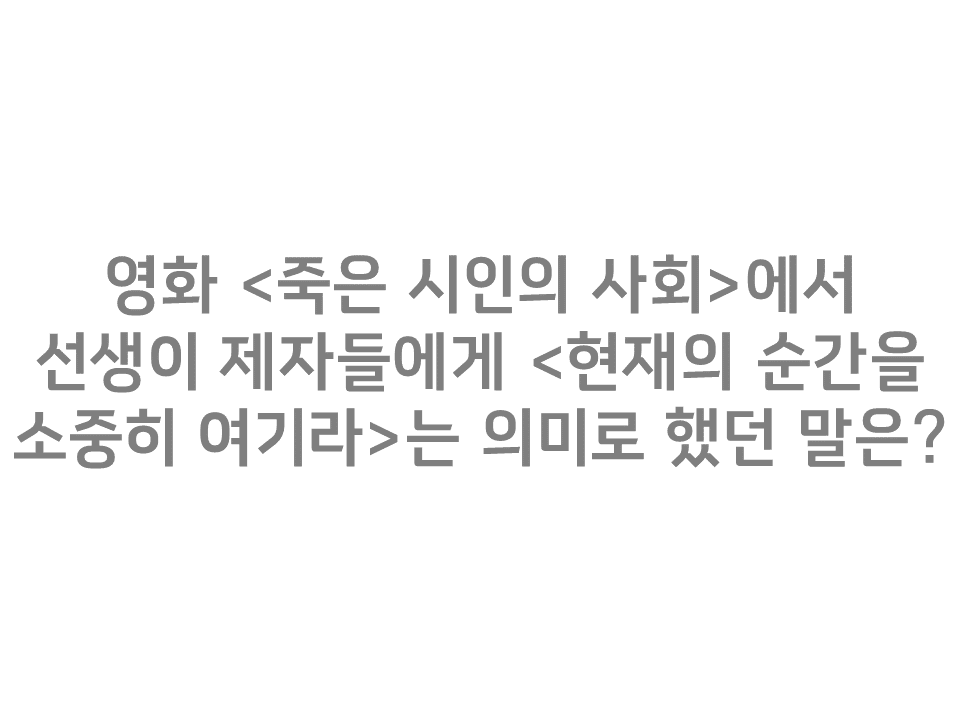 영화 <죽은 시인의 사회>에서
선생이 제자들에게 <현재의 순간을
소중히 여기라>는 의미로 했던 말은?